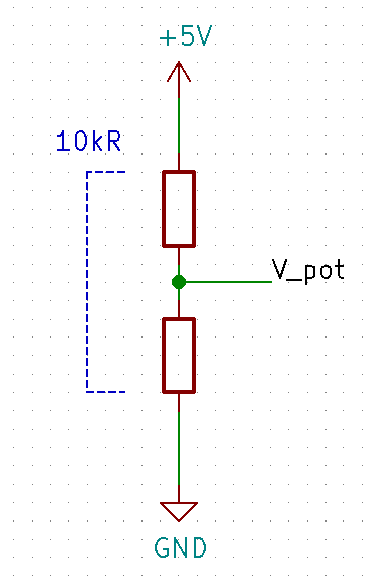 +5V
10kR
V_pot
GND